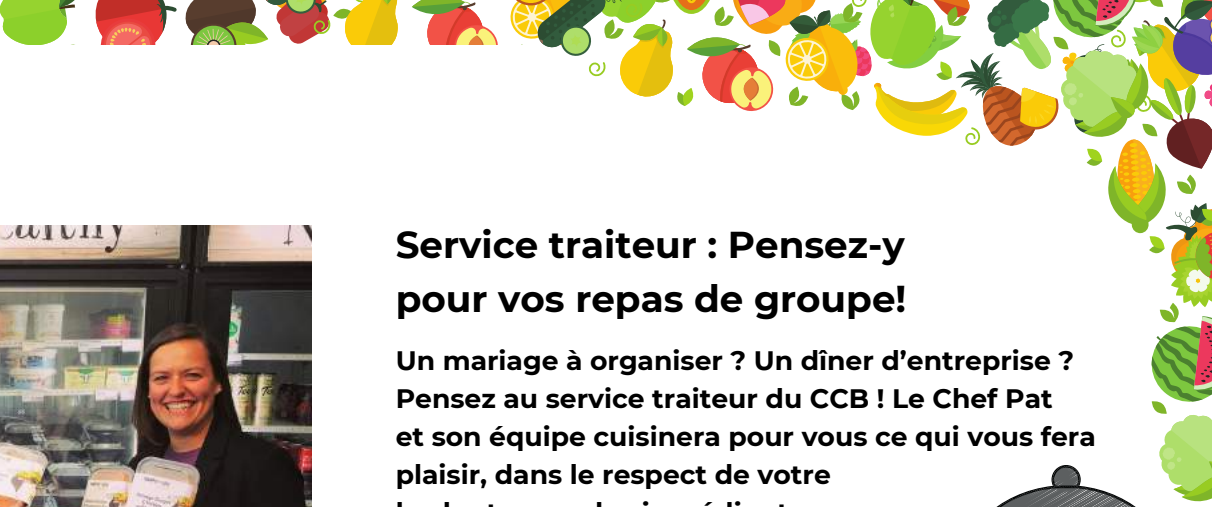 Service traiteur : Pensez-y
pour vos repas de groupe!
Un mariage à organiser ? Un dîner d’entreprise ?
Pensez au service traiteur du CCB ! Le Chef Pat
et son équipe cuisinera pour vous ce qui vous fera
plaisir, dans le respect de votre